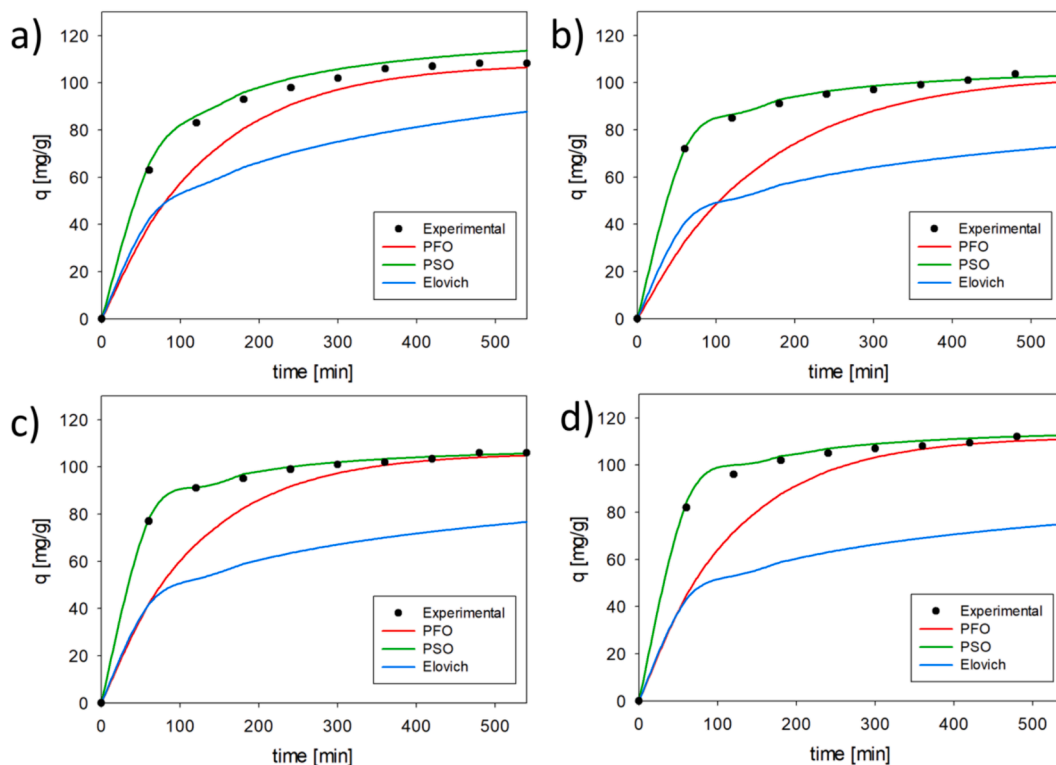 a)
120
100
80
60
40
20
0
q [mg/g]
Experimental
PFO
PSO
Elovich
0 100 200 300 400 500
time [min]
b)
120
100
80
60
40
20
0
q [mg/g]
Experimental
PFO
PSO
Elovich
0 100 200 300 400 500
time [min]
c)
120
100
80
60
40
20
0
q [mg/g]
Experimental
PFO
PSO
Elovich
0 100 200 300 400 500
time [min]
d)
120
100
80
60
40
20
0
q [mg/g]
Experimental
PFO
PSO
Elovich
0 100 200 300 400 500
time [min]